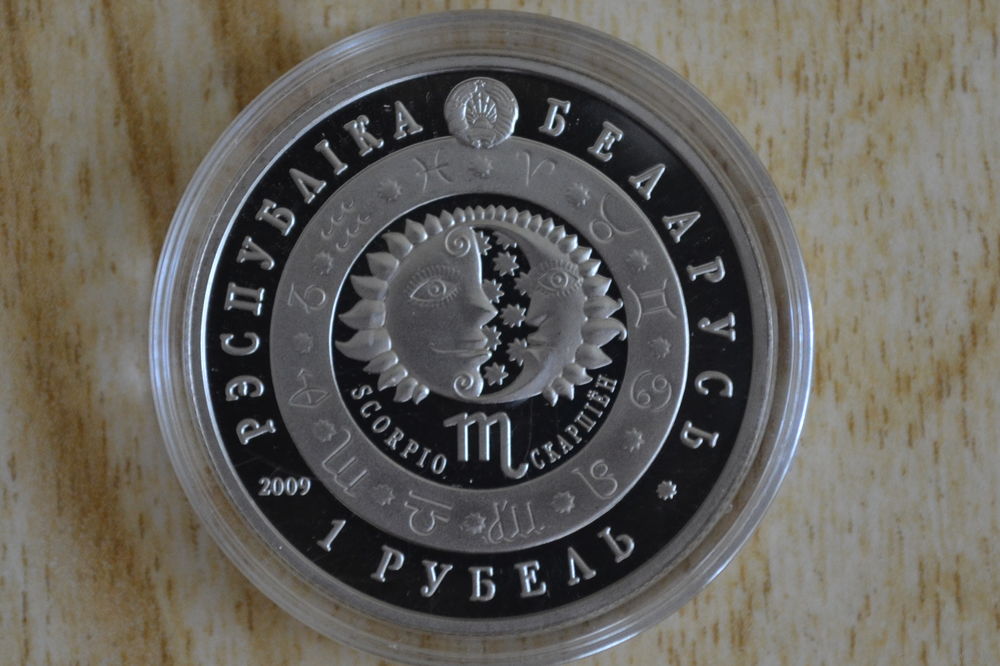 РЭСПУБЛІКА БЕЛАРУСЬ
SCORPIO СКАРПІЁН
2009
1 РУБЕЛЬ